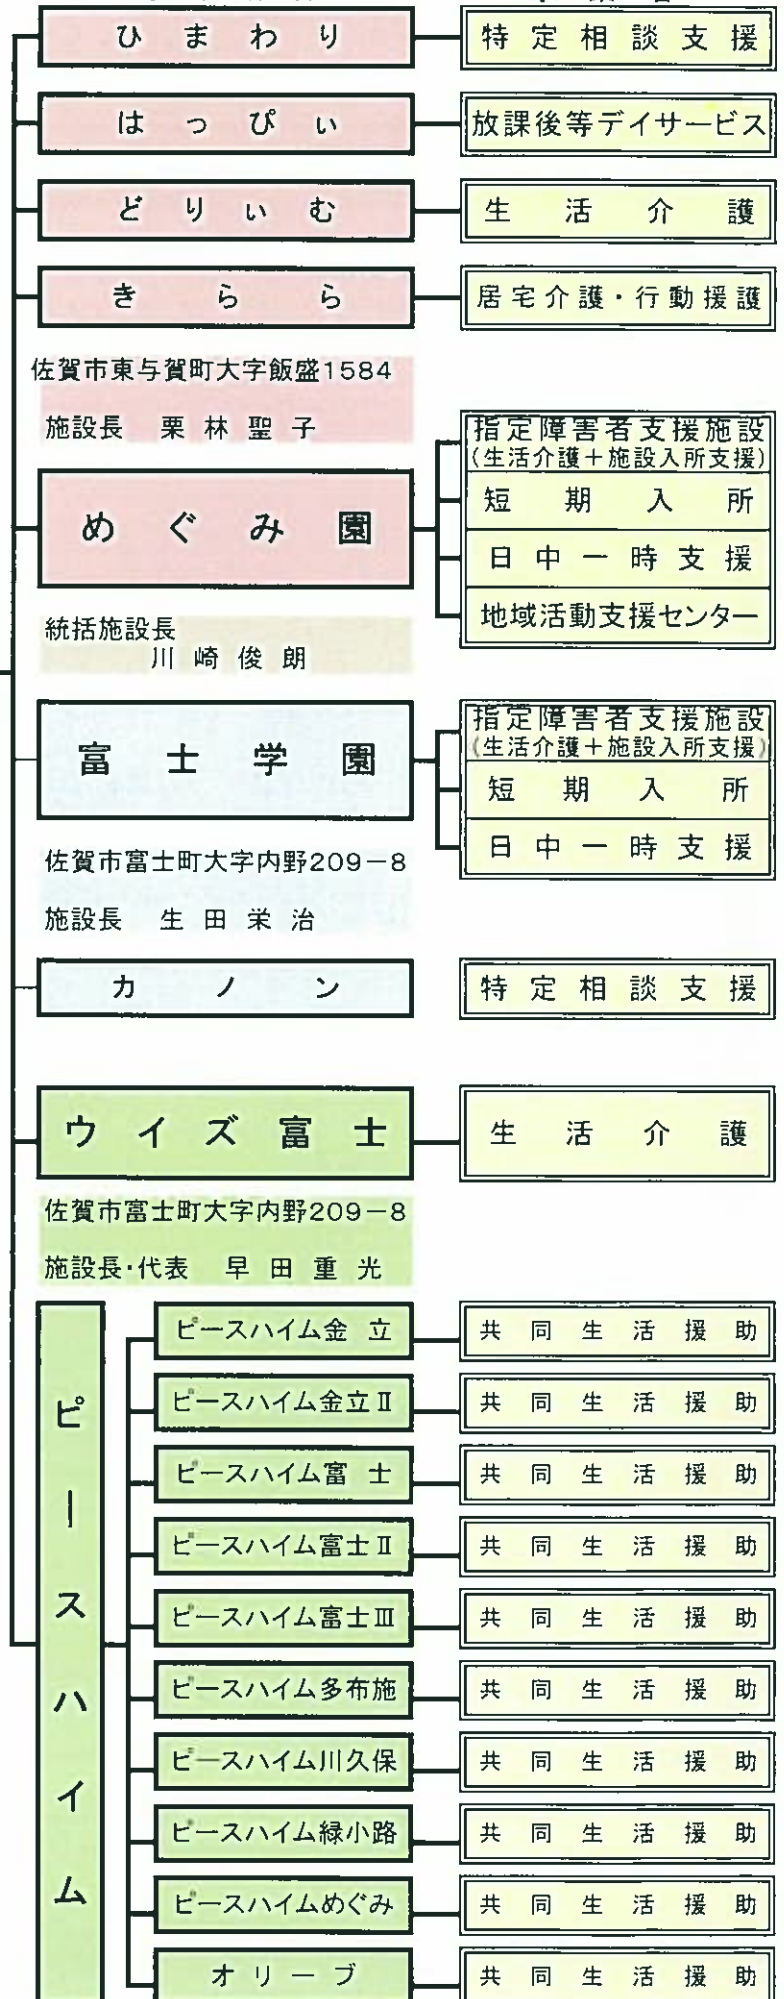 ひまわり
特定相談支援
はっぴぃ
放課後等デイサービス
どりぃむ
生活介護
きらら
居宅介護・行動援護
佐賀市東与賀町大字飯盛1584
施設長 栗林聖子
めぐみ園
指定障害者支援施設
(生活介護+施設入所支援)
短期入所
日中一時支援
地域活動支援センター
統括施設長
川崎俊朗
富士学園
指定障害者支援施設
(生活介護+施設入所支援)
短期入所
日中一時支援
佐賀市富士町大字内野209-8
施設長 生田栄治
カノン
特定相談支援
ウイズ富士
生活介護
佐賀市富士町大字内野209-8
施設長・代表 早田重光
ピースハイム
ピースハイム金立
共同生活援助
ピースハイム金立Ⅱ
共同生活援助
ピースハイム富士
共同生活援助
ピースハイム富士Ⅱ
共同生活援助
ピースハイム富士Ⅲ
共同生活援助
ピースハイム多布施
共同生活援助
ピースハイム川久保
共同生活援助
ピースハイム緑小路
共同生活援助
ピースハイムめぐみ
共同生活援助
オリーブ
共同生活援助